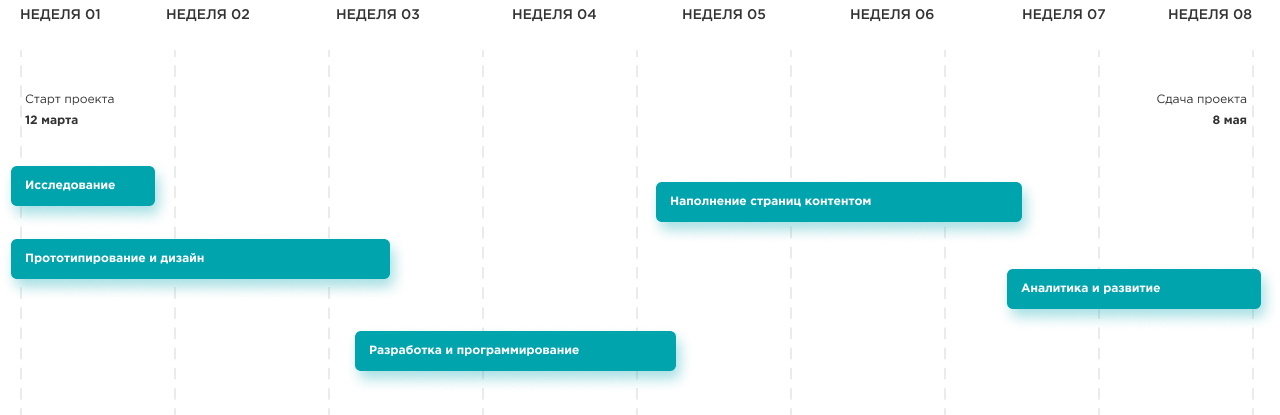 НЕДЕЛЯ 01
НЕДЕЛЯ 02
НЕДЕЛЯ 03
НЕДЕЛЯ 04
НЕДЕЛЯ 05
НЕДЕЛЯ 06
НЕДЕЛЯ 07
НЕДЕЛЯ 08
Старт проекта
12 марта
Сдача проекта
8 мая
Исследование
Наполнение страниц контентом
Прототипирование и дизайн
Аналитика и развитие
Разработка и программирование